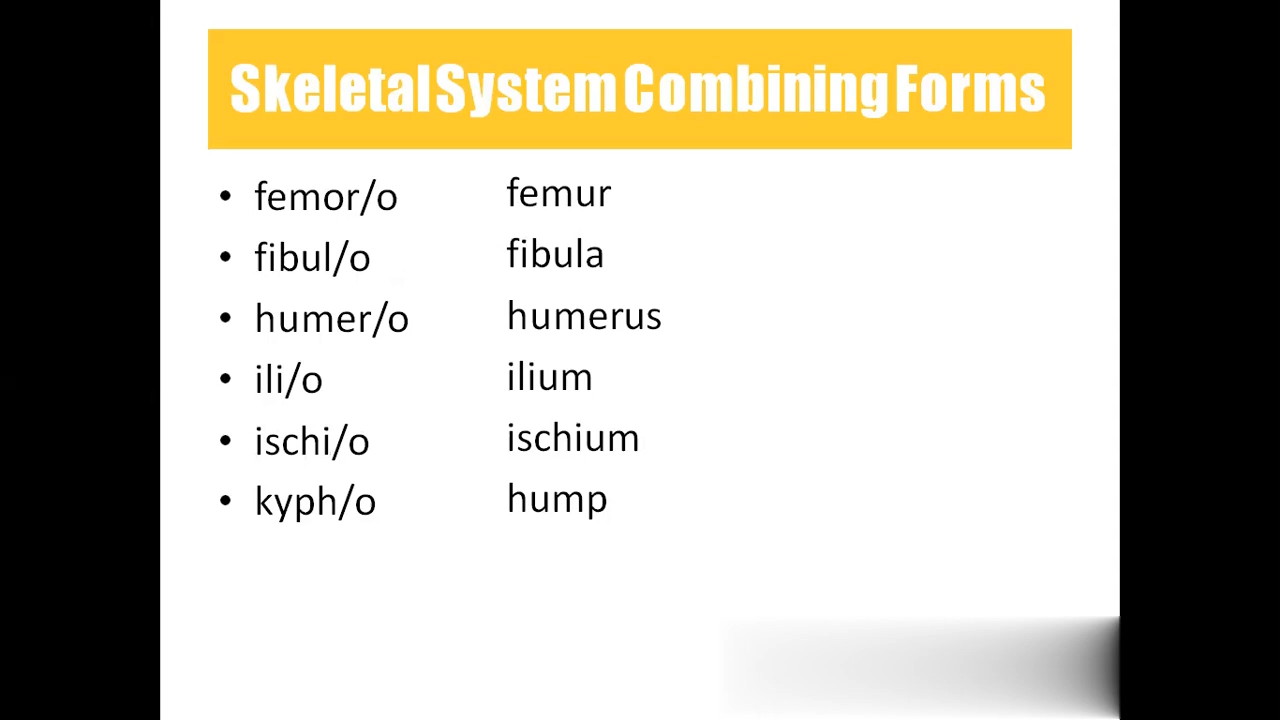 Skeletal System Combining Forms
• femor/o femur
• fibul/o fibula
• humer/o humerus
• ili/o ilium
• ischi/o ischium
• kyph/o hump